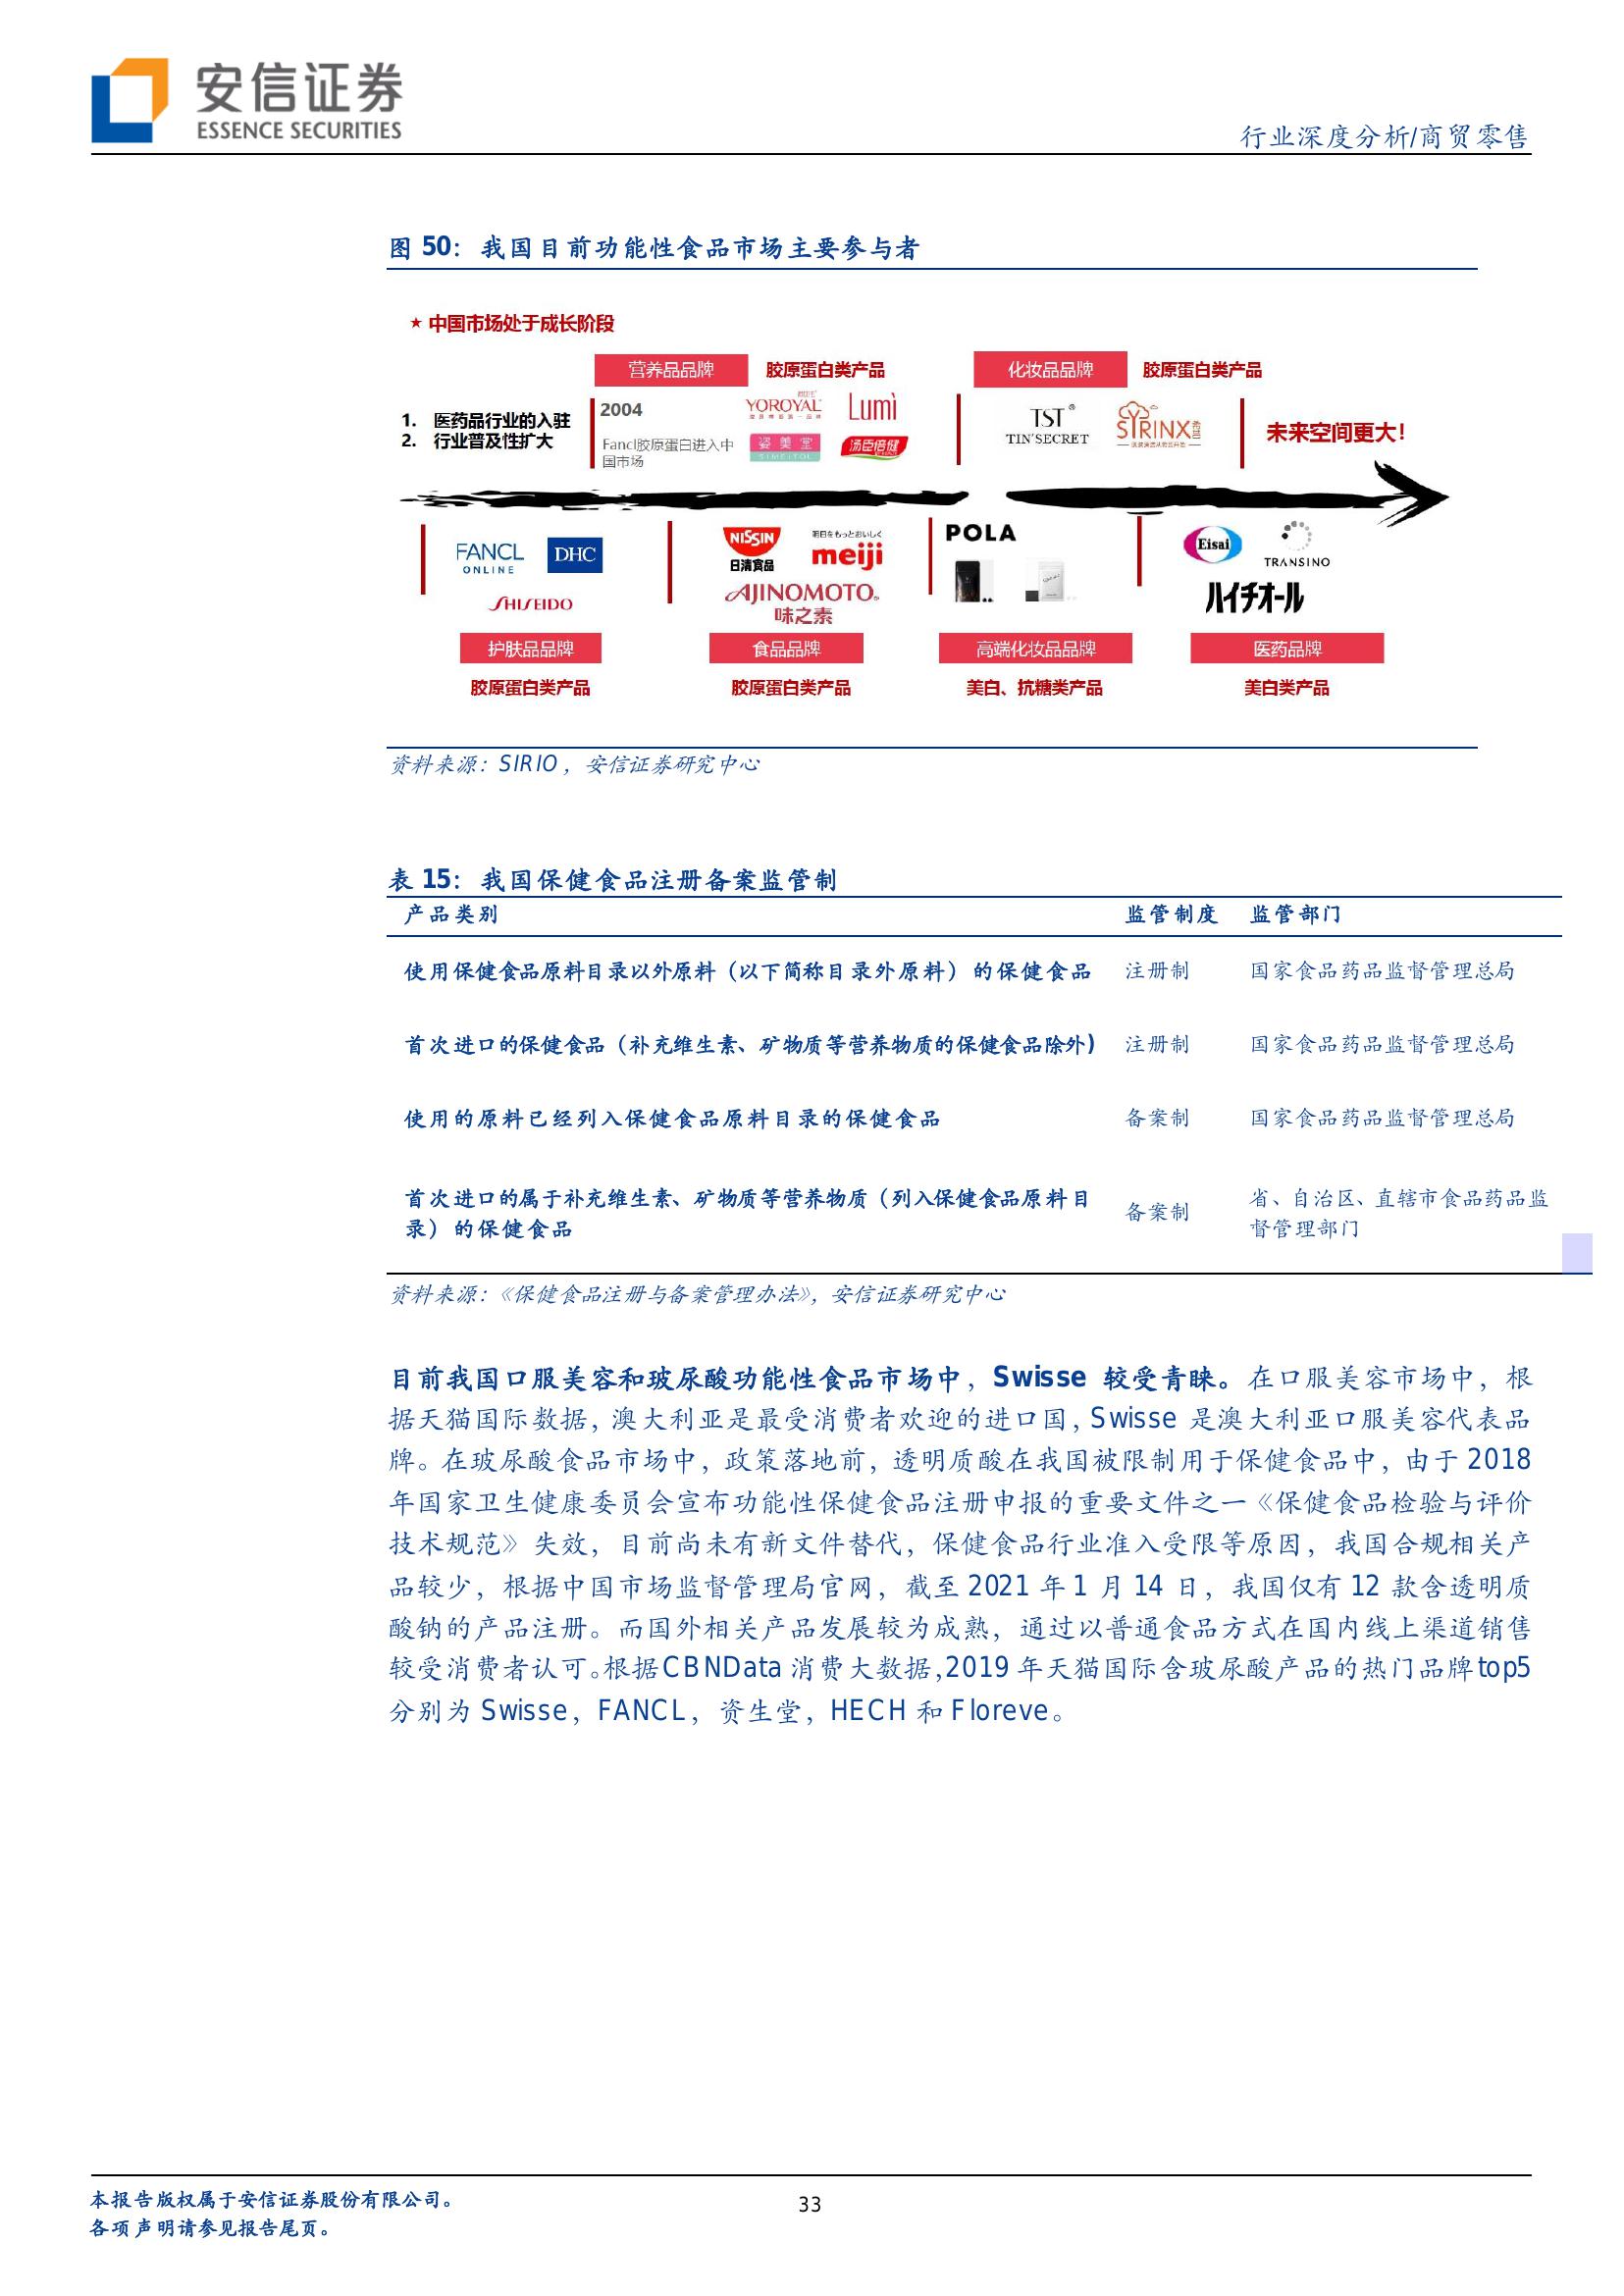 安信证券
ESSENCE SECURITIES
行业深度分析/商贸零售
图 50：我国目前功能性食品市场主要参与者
★ 中国市场处于成长阶段
营养品品牌 胶原蛋白类产品
化妆品品牌 胶原蛋白类产品
1. 医药品行业的入驻
2. 行业普及性扩大
2004
Fancl胶原蛋白进入中
国市场
YOROYAL
Lumi
姿美堂
SIMEITOL
汤臣倍健
TST
TIN'SECRET
SYRINX
未来空间更大！
FANCL
ONLINE
DHC
SHISEIDO
NISSIN
日清食品
明日をもっとおいしく
meiji
AJINOMOTO
味之素
POLA
Eisai
TRANSINO
ハイチオール
护肤品品牌
食品品牌
高端化妆品品牌
医药品牌
胶原蛋白类产品
胶原蛋白类产品
美白、抗糖类产品
美白类产品
资料来源：SIRIO，安信证券研究中心
表 15：我国保健食品注册备案监管制
产品类别 监管制度 监管部门
使用保健食品原料目录以外原料（以下简称目录外原料）的保健食品 注册制 国家食品药品监督管理总局
首次进口的保健食品（补充维生素、矿物质等营养物质的保健食品除外） 注册制 国家食品药品监督管理总局
使用的原料已经列入保健食品原料目录的保健食品 备案制 国家食品药品监督管理总局
首次进口的属于补充维生素、矿物质等营养物质（列入保健食品原料目
录）的保健食品
备案制
省、自治区、直辖市食品药品监
督管理部门
资料来源：《保健食品注册与备案管理办法》，安信证券研究中心
目前我国口服美容和玻尿酸功能性食品市场中，Swisse 较受青睐。在口服美容市场中，根
据天猫国际数据，澳大利亚是最受消费者欢迎的进口国，Swisse 是澳大利亚口服美容代表品
牌。在玻尿酸食品市场中，政策落地前，透明质酸在我国被限制用于保健食品中，由于 2018
年国家卫生健康委员会宣布功能性保健食品注册申报的重要文件之一《保健食品检验与评价
技术规范》失效，目前尚未有新文件替代，保健食品行业准入受限等原因，我国合规相关产
品较少，根据中国市场监督管理局官网，截至 2021 年 1 月 14 日，我国仅有 12 款含透明质
酸钠的产品注册。而国外相关产品发展较为成熟，通过以普通食品方式在国内线上渠道销售
较受消费者认可。根据 CBNData 消费大数据，2019 年天猫国际含玻尿酸产品的热门品牌 top5
分别为 Swisse，FANCL，资生堂，HECH 和 Floreve。
本报告版权属于安信证券股份有限公司。
各项声明请参见报告尾页。
33